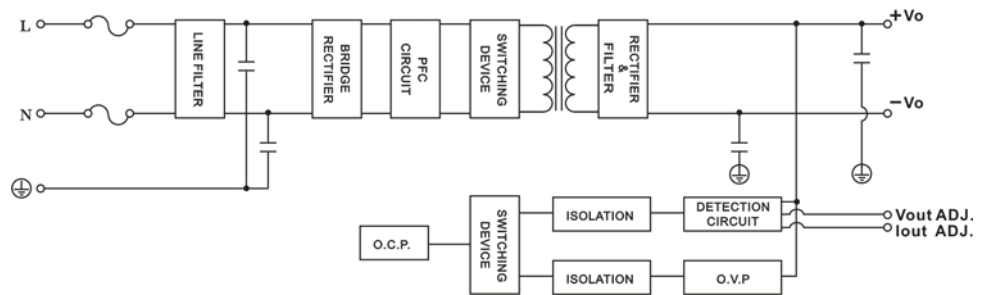 L
N
LINE FILTER
BRIDGE
RECTIFIER
PFC
CIRCUIT
SWITCHING
DEVICE
RECTIFIER
&
FILTER
+Vo
−Vo
O.C.P.
SWITCHING
DEVICE
ISOLATION
DETECTION
CIRCUIT
Vout ADJ.
Iout ADJ.
ISOLATION
O.V.P